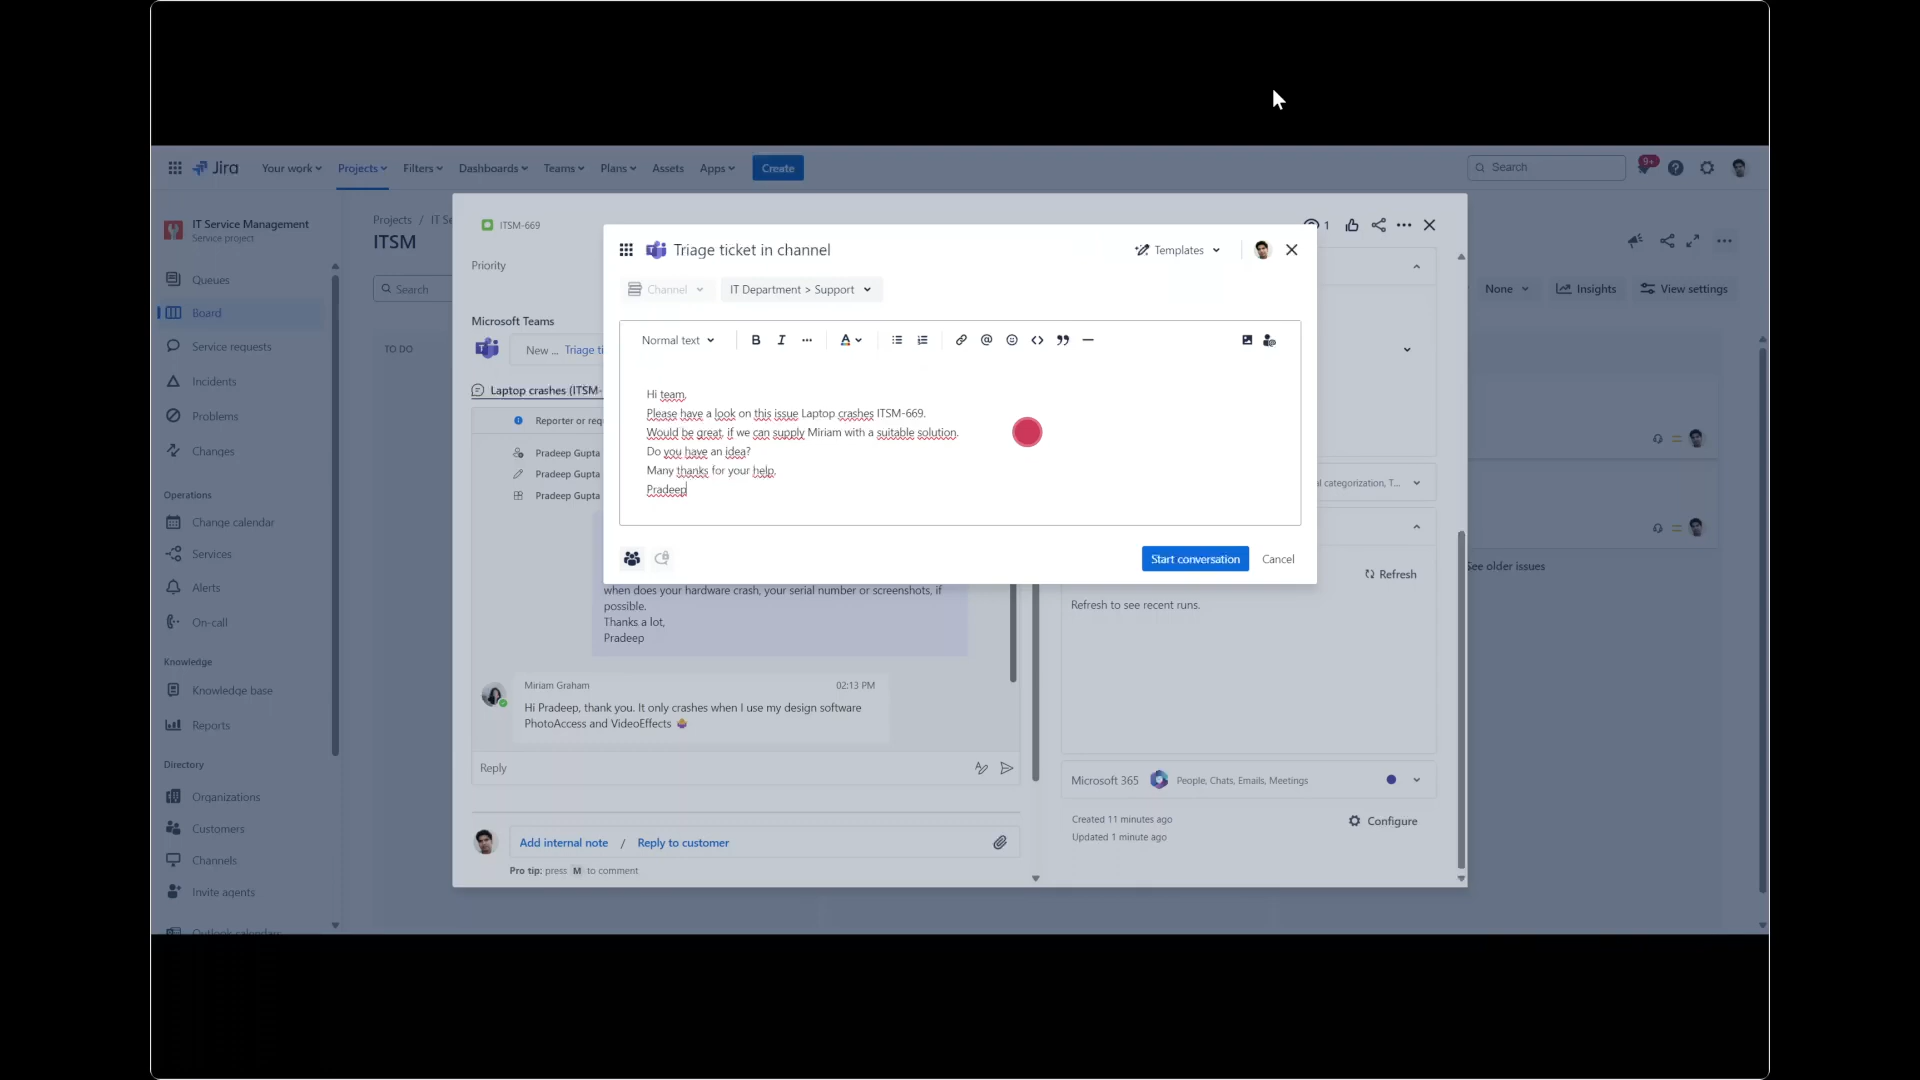 Jira
Your work
Projects
Filters
Dashboards
Teams
Plans
Assets
Apps
Create
Search
9+
IT Service Management
Service project
Queues
Board
Service requests
Incidents
Problems
Changes
Operations
Change calendar
Services
Alerts
On-call
Knowledge
Knowledge base
Reports
Directory
Organizations
Customers
Channels
Invite agents
Outlook calendar
Projects / IT Se
ITSM
Search
TO DO
None
Insights
View settings
See older issues
ITSM-669
1
Priority
Microsoft Teams
New ... Triage ti
Laptop crashes (ITSM-
Reporter or req
Pradeep Gupta
Pradeep Gupta
Pradeep Gupta
Triage ticket in channel
Templates
Channel
IT Department > Support
Normal text
Hi team,
Please have a look on this issue Laptop crashes ITSM-669.
Would be great, if we can supply Miriam with a suitable solution.
Do you have an idea?
Many thanks for your help.
Pradeep
Start conversation
Cancel
when does your hardware crash, your serial number or screenshots, if
possible.
Thanks a lot,
Pradeep
Miriam Graham 02:13 PM
Hi Pradeep, thank you. It only crashes when I use my design software
PhotoAccess and VideoEffects
Reply
Add internal note / Reply to customer
Pro tip: press M to comment
al categorization, T...
Refresh
Refresh to see recent runs.
Microsoft 365 People, Chats, Emails, Meetings
Created 11 minutes ago
Updated 1 minute ago
Configure